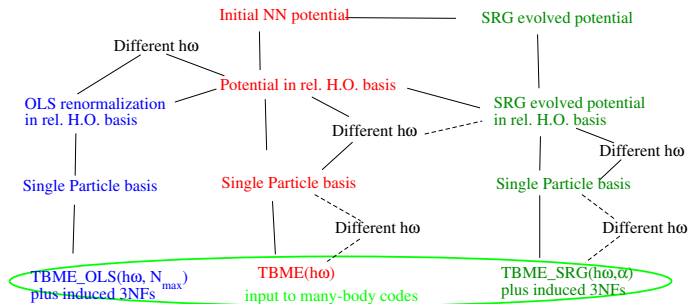 Initial NN potential
SRG evolved potential
Different hω
Potential in rel. H.O. basis
OLS renormalization
in rel. H.O. basis
SRG evolved potential
in rel. H.O. basis
Different hω
Different hω
Single Particle basis
Single Particle basis
Single Particle basis
Different hω
Different hω
TBME_OLS(hω, N_max)
plus induced 3NFs
TBME(hω)
TBME_SRG(hω,α)
plus induced 3NFs
input to many-body codes